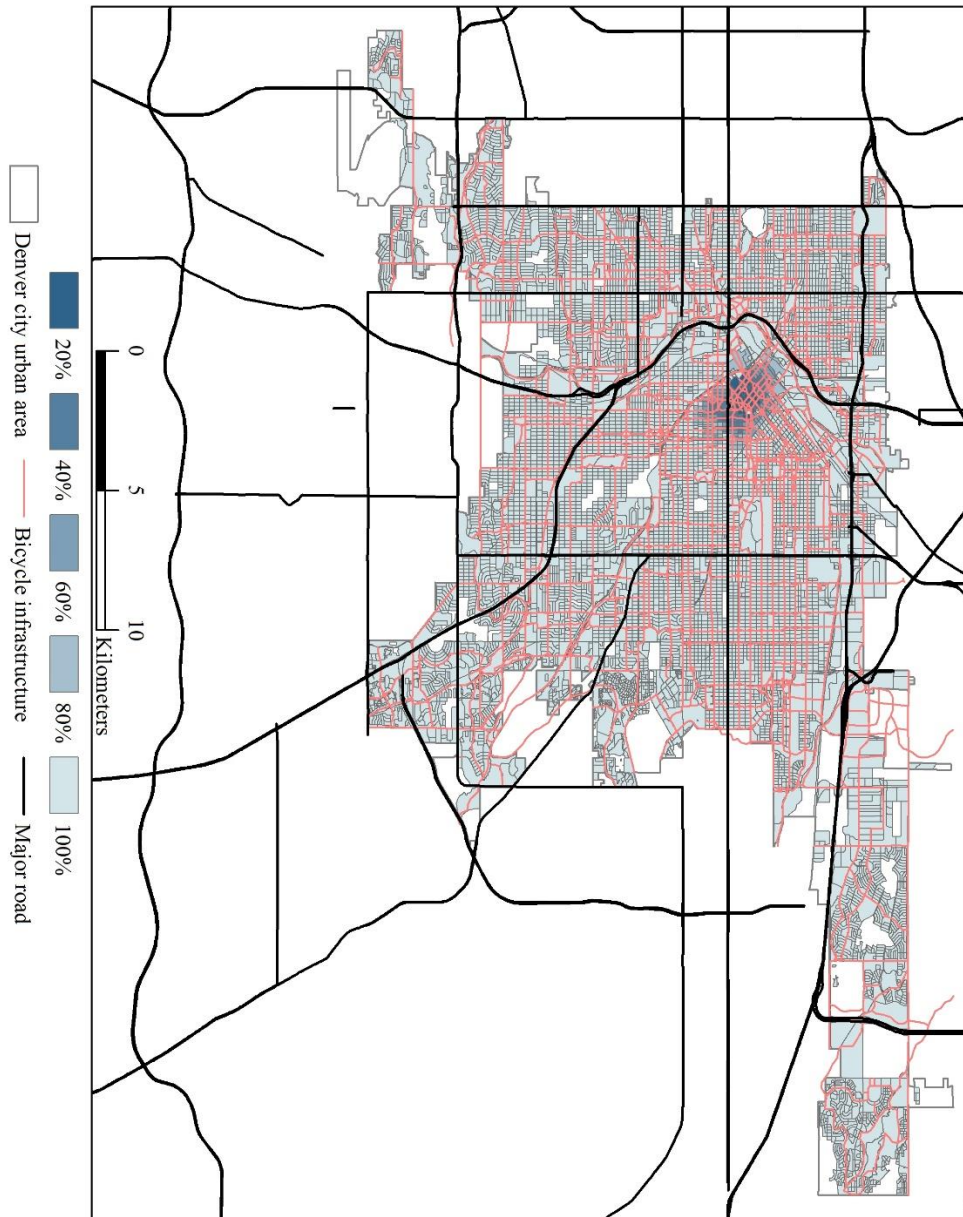 0 5 10
Kilometers
20% 40% 60% 80% 100%
Denver city urban area Bicycle infrastructure Major road